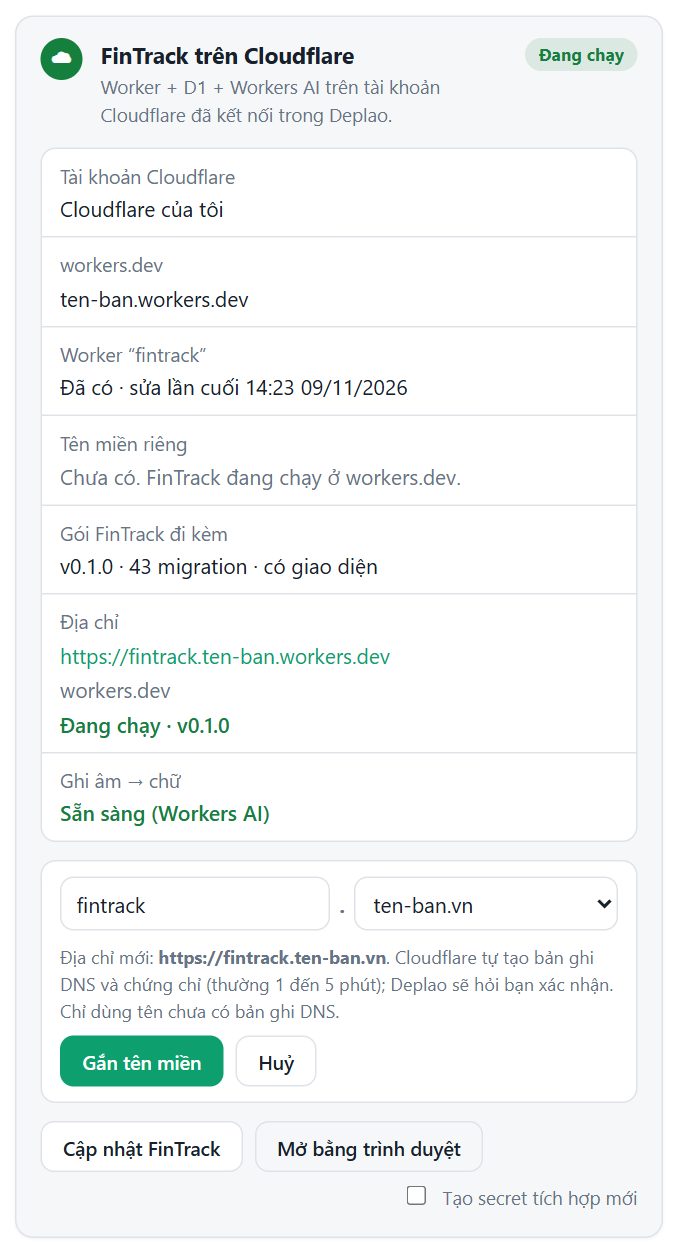 FinTrack trên Cloudflare
Đang chạy
Worker + D1 + Workers AI trên tài khoản
Cloudflare đã kết nối trong Deplao.
Tài khoản Cloudflare
Cloudflare của tôi
workers.dev
ten-ban.workers.dev
Worker “fintrack”
Đã có · sửa lần cuối 14:23 09/11/2026
Tên miền riêng
Chưa có. FinTrack đang chạy ở workers.dev.
Gói FinTrack đi kèm
v0.1.0 · 43 migration · có giao diện
Địa chỉ
https://fintrack.ten-ban.workers.dev
workers.dev
Đang chạy · v0.1.0
Ghi âm → chữ
Sẵn sàng (Workers AI)
fintrack . ten-ban.vn
Địa chỉ mới: https://fintrack.ten-ban.vn. Cloudflare tự tạo bản ghi
DNS và chứng chỉ (thường 1 đến 5 phút); Deplao sẽ hỏi bạn xác nhận.
Chỉ dùng tên chưa có bản ghi DNS.
Gắn tên miền
Huỷ
Cập nhật FinTrack
Mở bằng trình duyệt
Tạo secret tích hợp mới